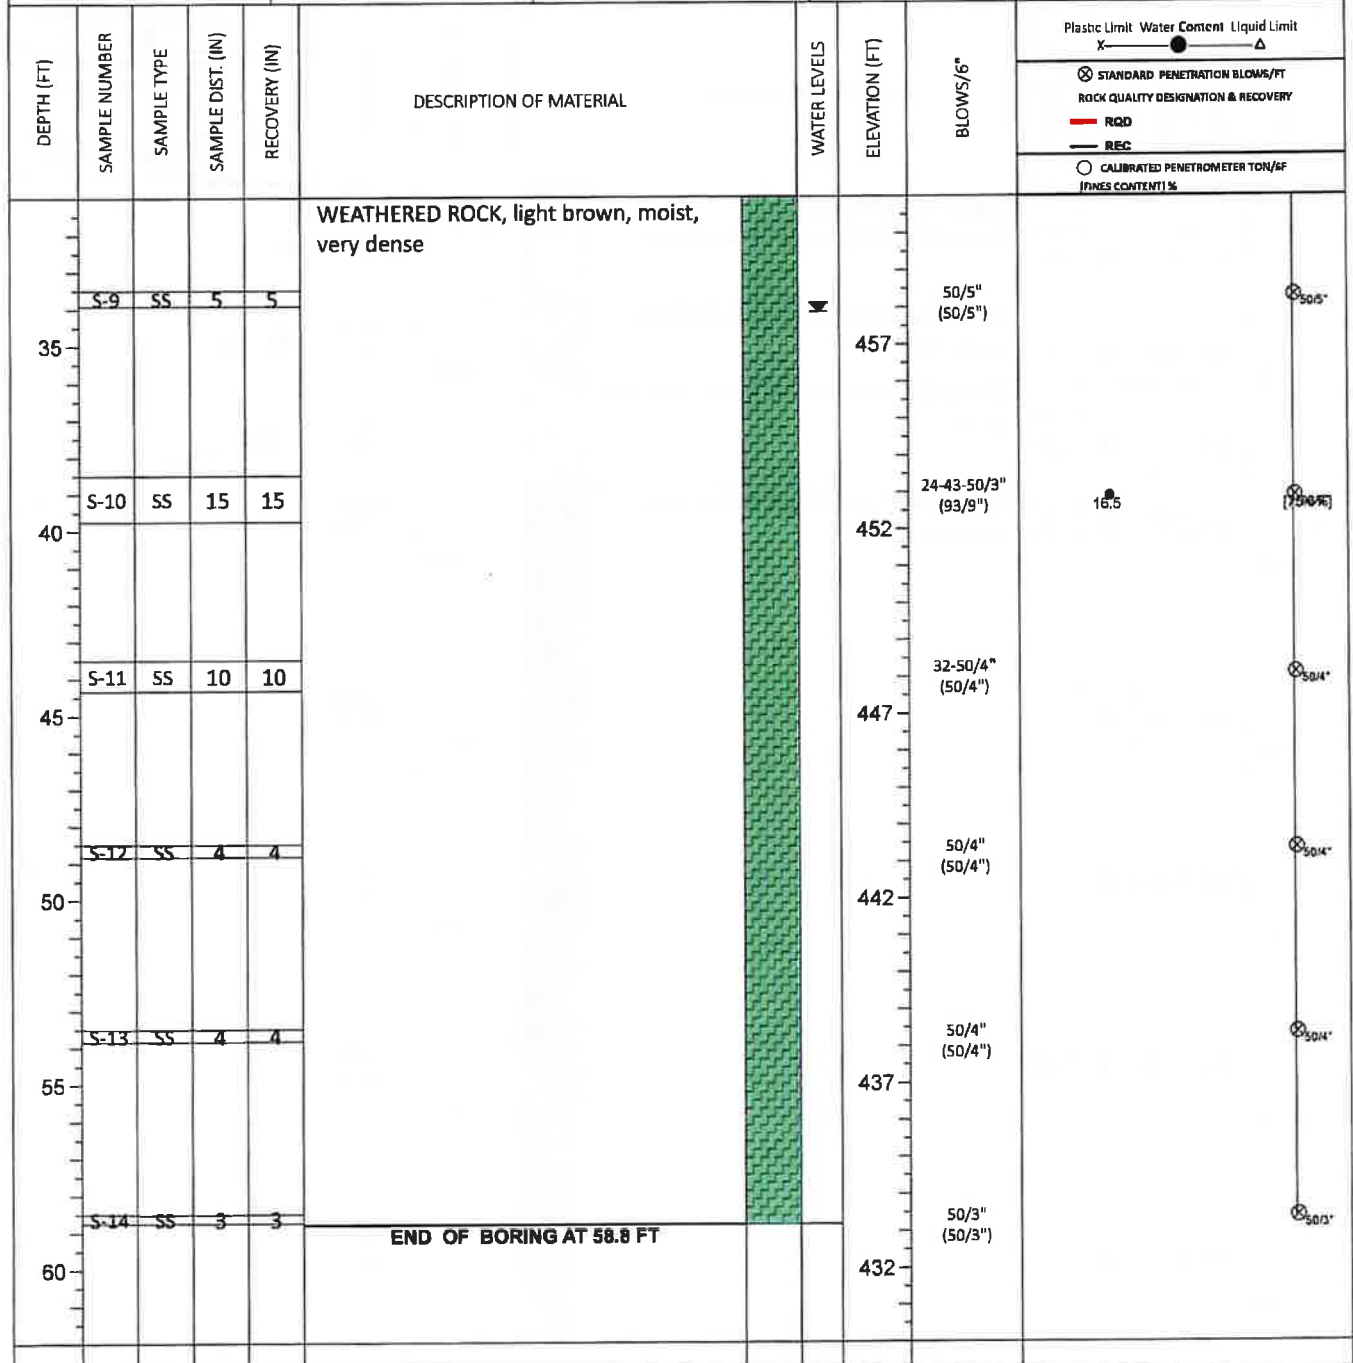 DEPTH (FT)
SAMPLE NUMBER
SAMPLE TYPE
SAMPLE DIST. (IN)
RECOVERY (IN)
DESCRIPTION OF MATERIAL
WATER LEVELS
ELEVATION (FT)
BLOWS/6"
Plastic Limit Water Content Liquid Limit
X Δ
STANDARD PENETRATION BLOWS/FT
ROCK QUALITY DESIGNATION & RECOVERY
RQD
REC
CALIBRATED PENETROMETER TON/SF
[FINES CONTENT] %
WEATHERED ROCK, light brown, moist,
very dense
S-9 SS 5 5
50/5"
(50/5")
50/5"
35
457
S-10 SS 15 15
24-43-50/3"
(93/9")
16.5
40
452
S-11 SS 10 10
32-50/4"
(50/4")
50/4"
45
447
S-12 SS 4 4
50/4"
(50/4")
50/4"
50
442
S-13 SS 4 4
50/4"
(50/4")
50/4"
55
437
S-14 SS 3 3
50/3"
(50/3")
50/3"
END OF BORING AT 58.8 FT
60
432